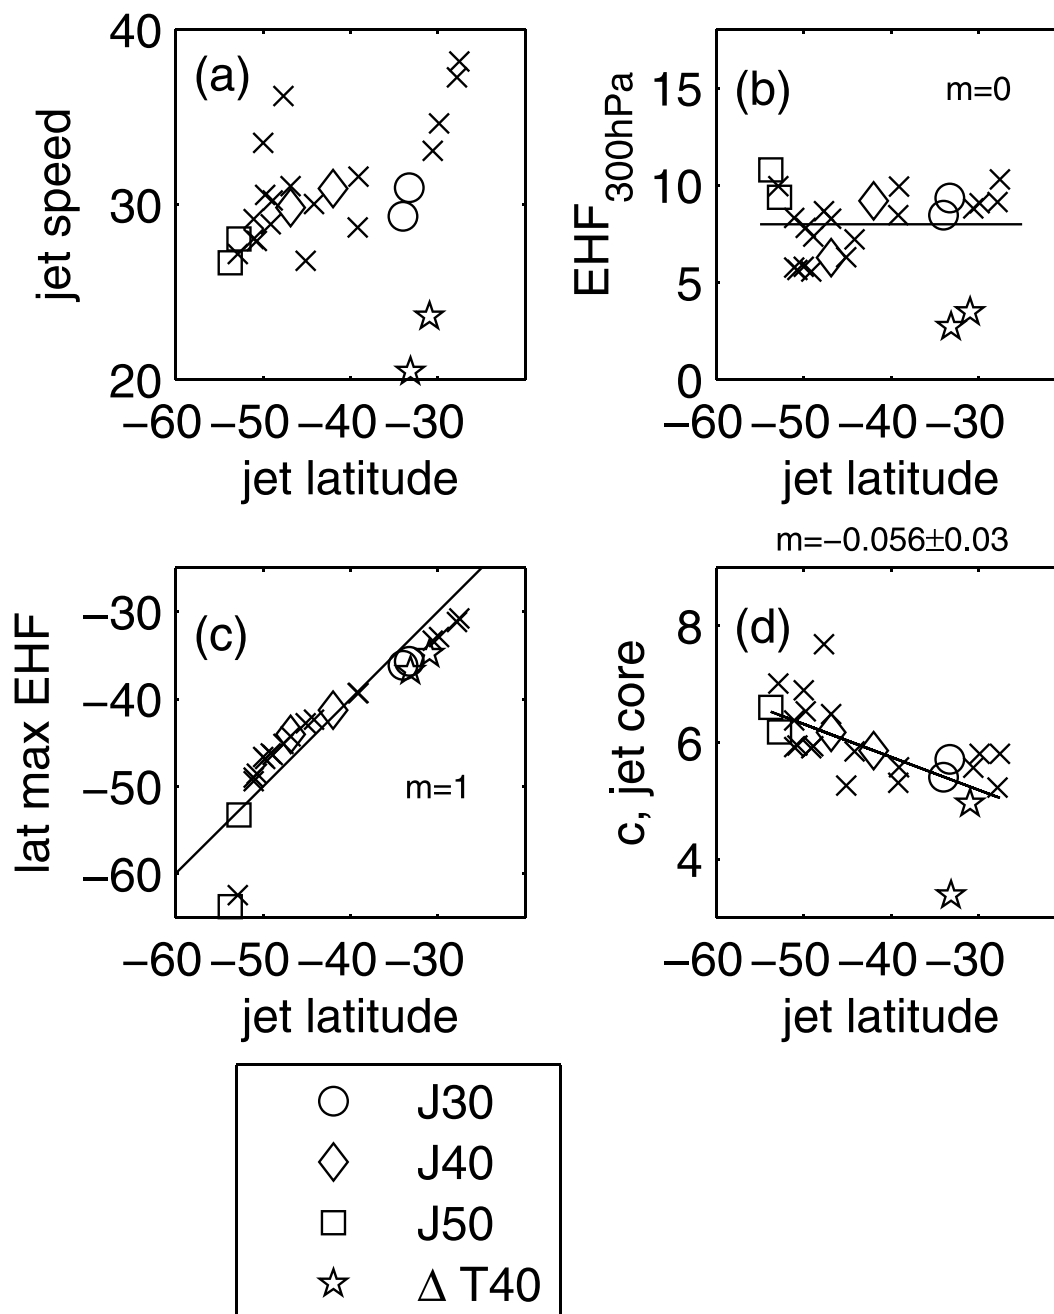 40
30
20
jet speed
(a)
−60 −50 −40 −30
jet latitude
15
10
5
0
EHF300hPa
(b)
m=0
−60 −50 −40 −30
jet latitude
−30
−40
−50
−60
lat max EHF
(c)
m=1
−60 −50 −40 −30
jet latitude
m=−0.056±0.03
8
6
4
c, jet core
(d)
−60 −50 −40 −30
jet latitude
J30
J40
J50
Δ T40